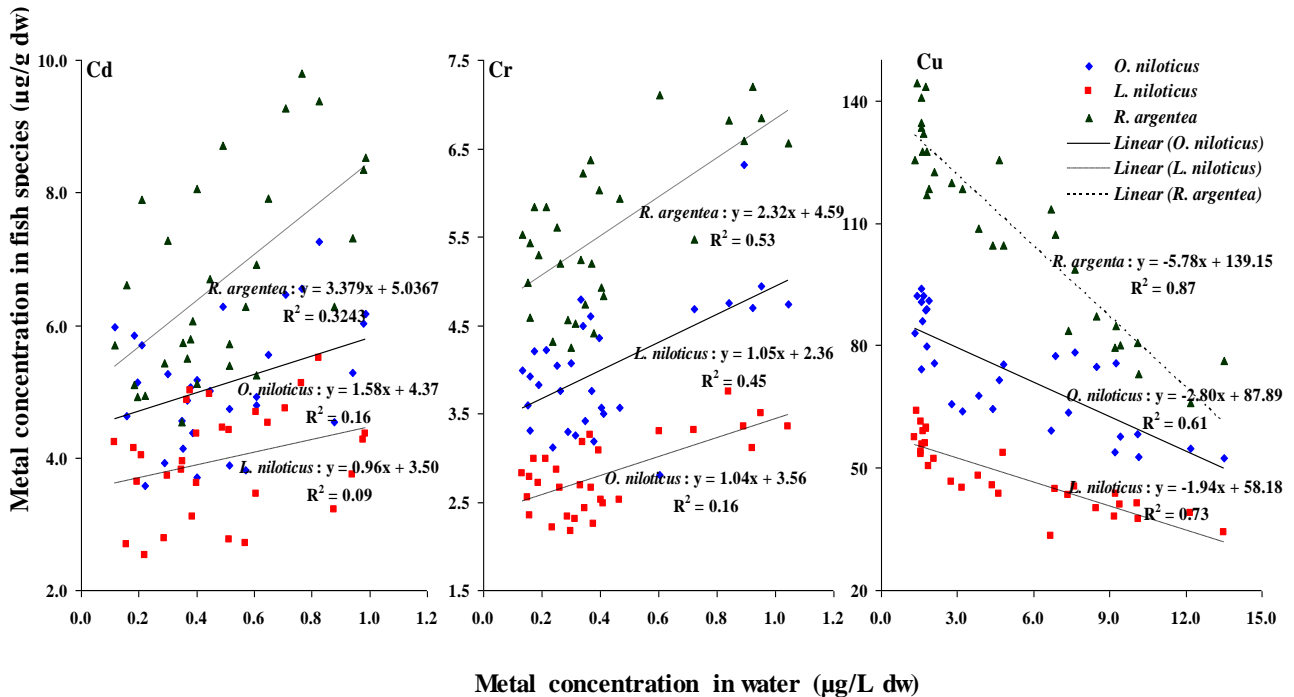 Metal concentration in fish species (µg/g dw)
Cd
10.0
8.0
6.0
4.0
2.0
0.0 0.2 0.4 0.6 0.8 1.0 1.2
R. argentea : y = 3.379x + 5.0367
R² = 0.3243
O. niloticus : y = 1.58x + 4.37
R² = 0.16
L. niloticus : y = 0.96x + 3.50
R² = 0.09
Cr
7.5
6.5
5.5
4.5
3.5
2.5
1.5
0.0 0.2 0.4 0.6 0.8 1.0 1.2
R. argentea : y = 2.32x + 4.59
R² = 0.53
L. niloticus : y = 1.05x + 2.36
R² = 0.45
O. niloticus : y = 1.04x + 3.56
R² = 0.16
Cu
140
110
80
50
20
0.0 3.0 6.0 9.0 12.0 15.0
O. niloticus
L. niloticus
R. argentea
Linear (O. niloticus)
Linear (L. niloticus)
Linear (R. argentea)
R. argenta : y = -5.78x + 139.15
R² = 0.87
O. niloticus : y = -2.80x + 87.89
R² = 0.61
L. niloticus : y = -1.94x + 58.18
R² = 0.73
Metal concentration in water (µg/L dw)